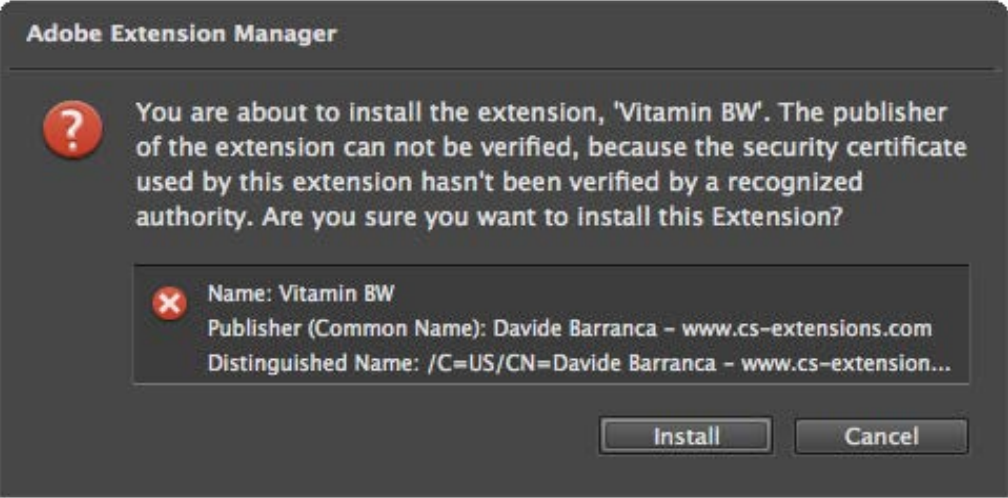 Adobe Extension Manager
You are about to install the extension, 'Vitamin BW'. The publisher
of the extension can not be verified, because the security certificate
used by this extension hasn't been verified by a recognized
authority. Are you sure you want to install this Extension?
Name: Vitamin BW
Publisher (Common Name): Davide Barranca – www.cs-extensions.com
Distinguished Name: /C=US/CN=Davide Barranca – www.cs-extension...
Install Cancel